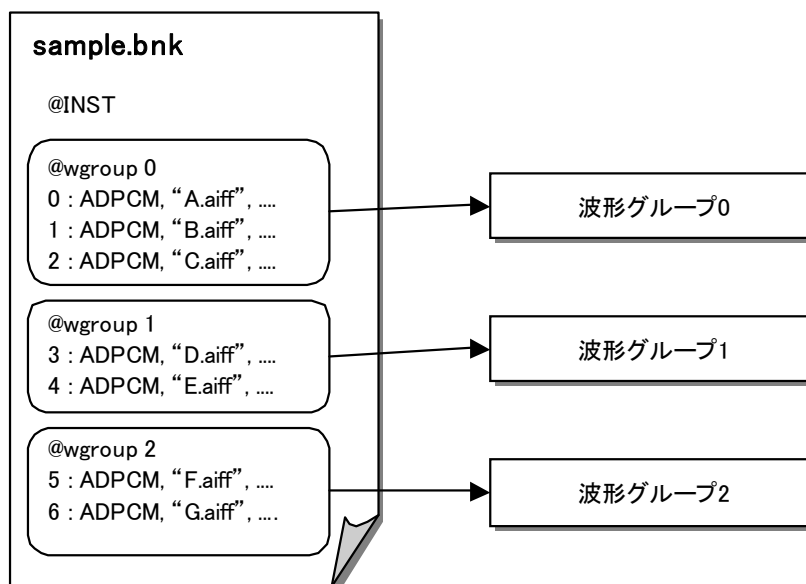 sample.bnk
@INST
@wgroup 0
0 : ADPCM, “A.aiff”, ....
1 : ADPCM, “B.aiff”, ....
2 : ADPCM, “C.aiff”, ....
波形グループ0
@wgroup 1
3 : ADPCM, “D.aiff”, ....
4 : ADPCM, “E.aiff”, ....
波形グループ1
@wgroup 2
5 : ADPCM, “F.aiff”, ....
6 : ADPCM, “G.aiff”, ....
波形グループ2